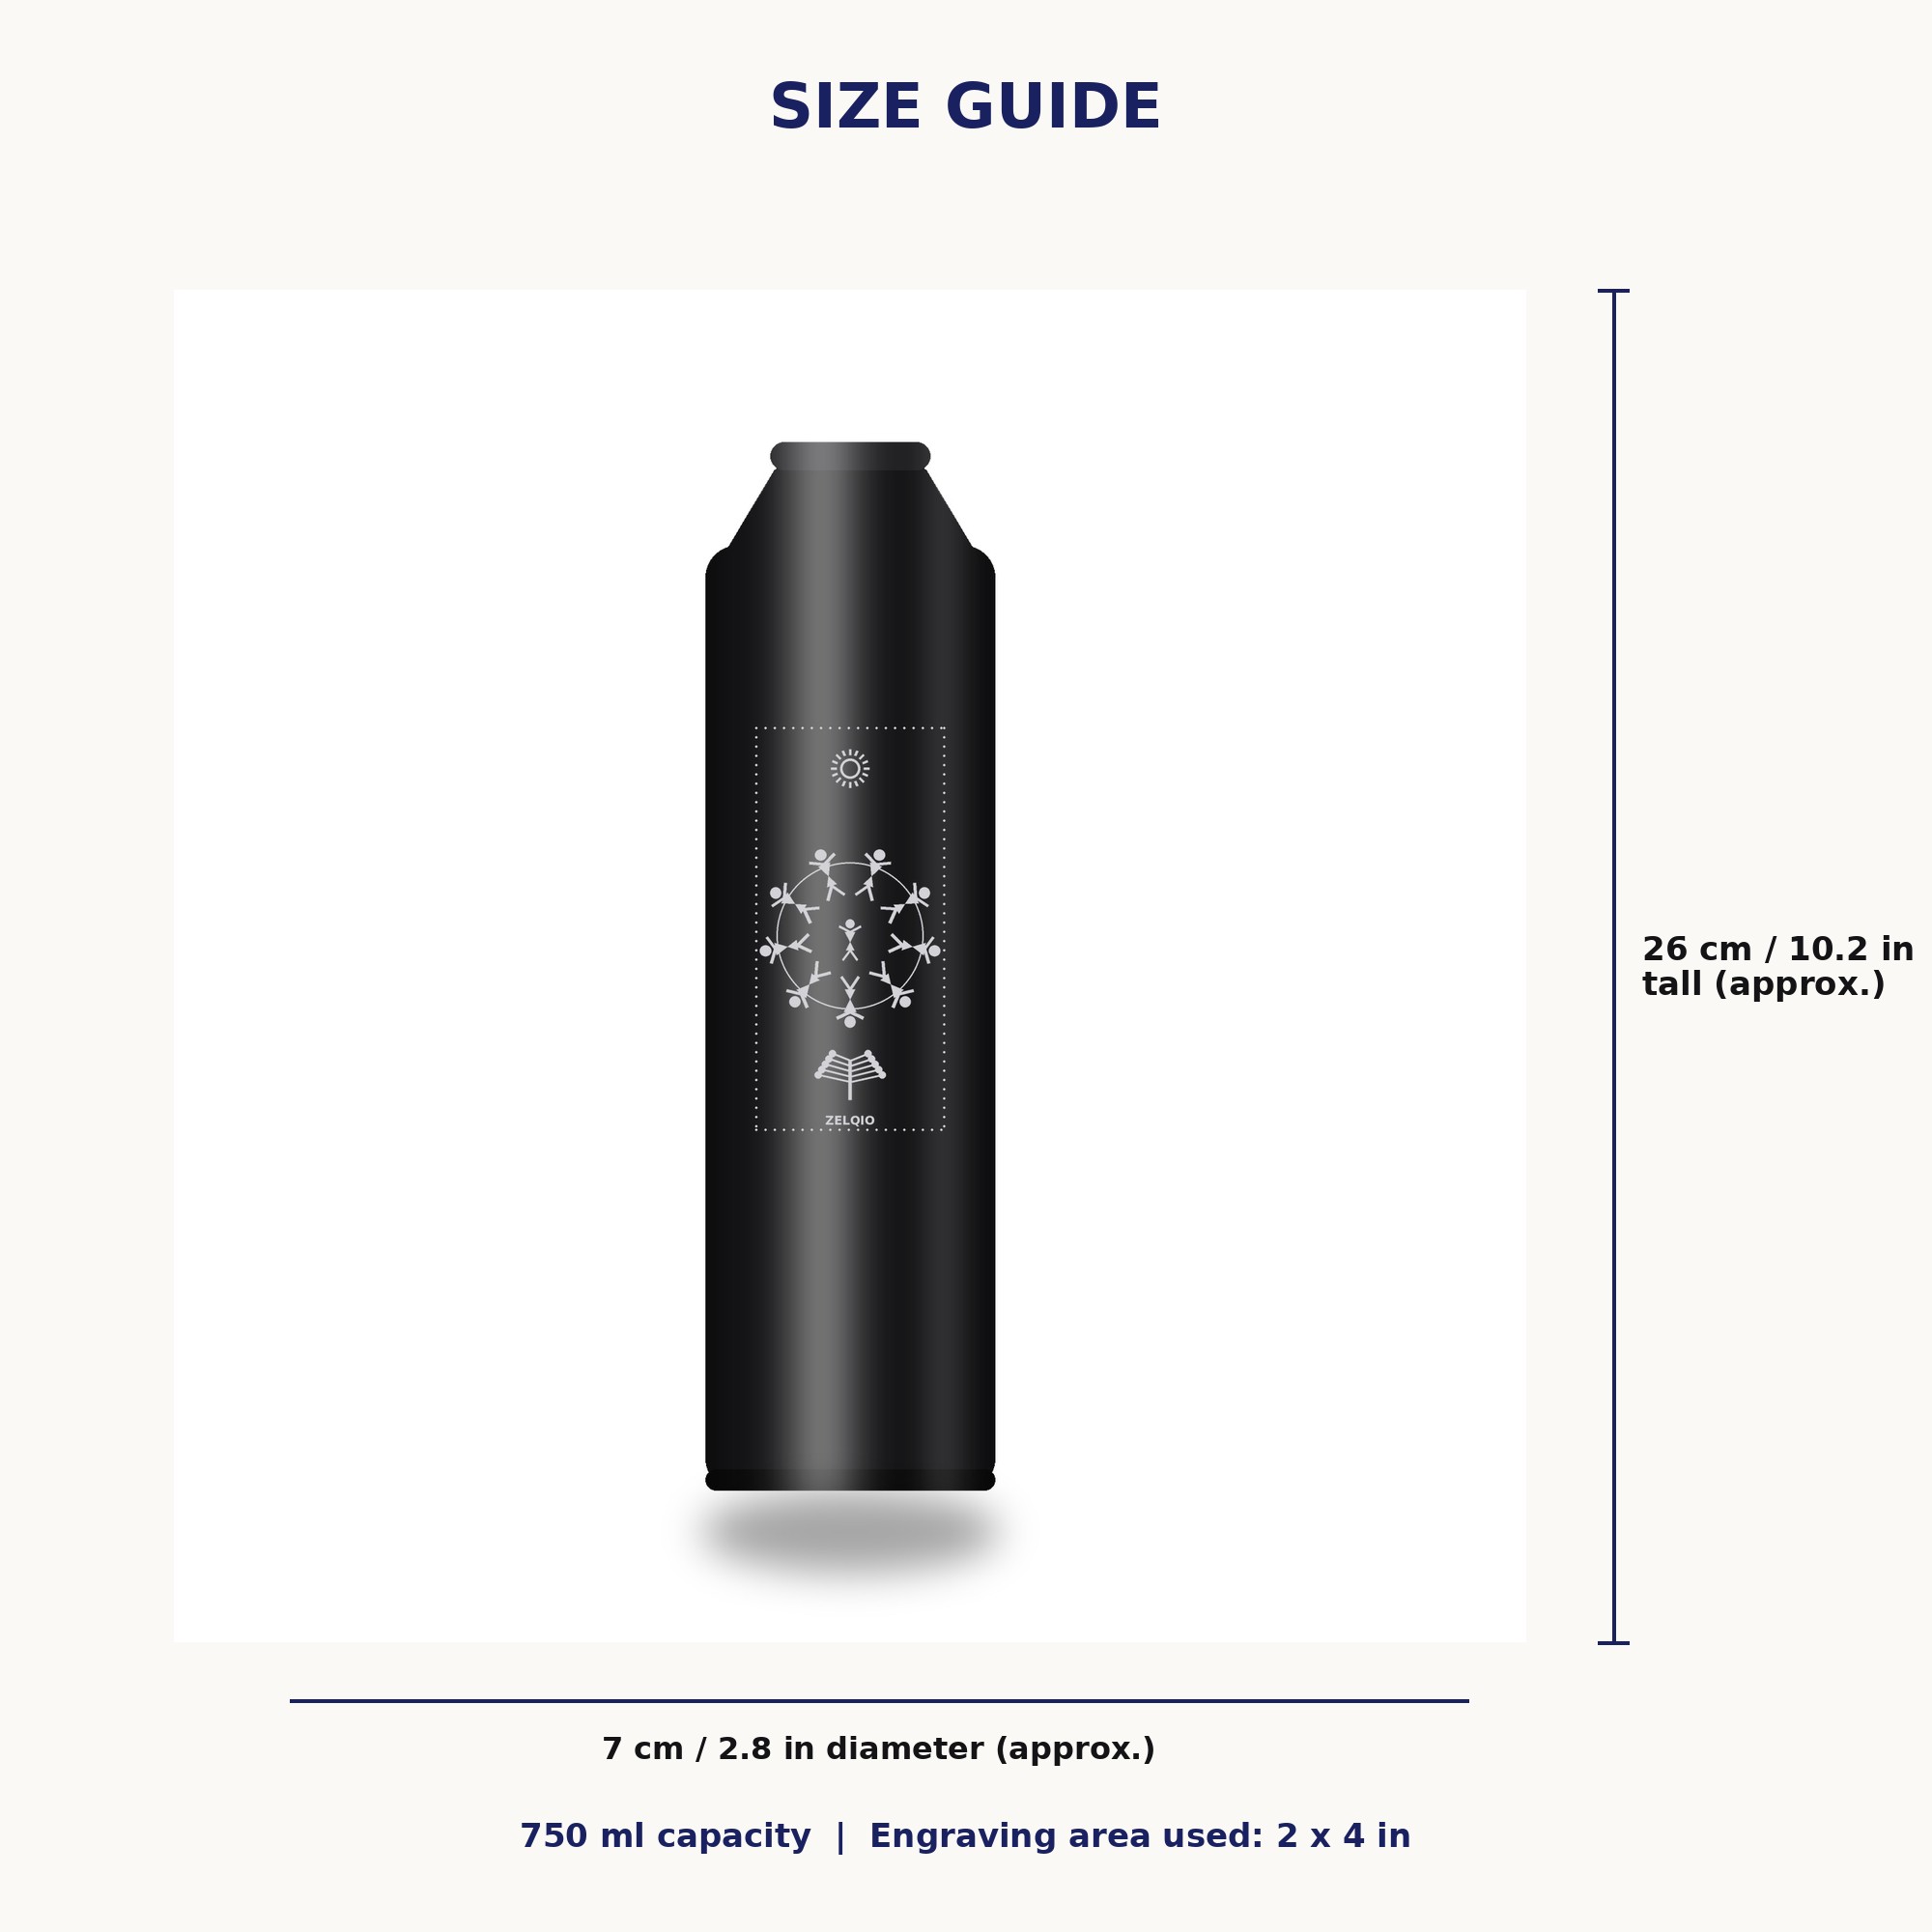 SIZE GUIDE
ZELQIO
26 cm / 10.2 in
tall (approx.)
7 cm / 2.8 in diameter (approx.)
750 ml capacity | Engraving area used: 2 x 4 in